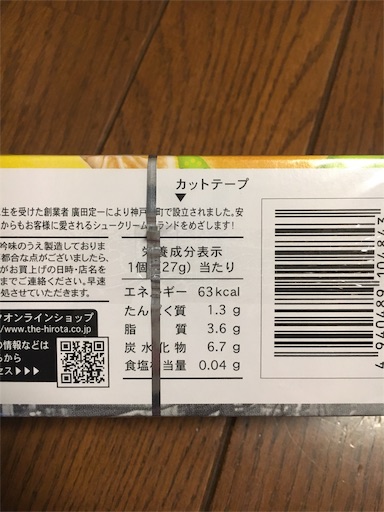 カットテープ
▼
生を受けた創業者 廣田定一により神戸 町で設立されました。安
からもお客様に愛されるシュークリーム ランドをめざします!
吟味のうえ製造しておりま
都合な点がございましたら、
がお買上げの日時・店名を
までご連絡ください。早速
処させていただきます。
オンラインショップ
www.the-hirota.co.jp
の情報などは
ちらから
セス▶▶▶
栄養成分表示
1個(27g)当たり
エネルギー 63kcal
たんぱく質 1.3 g
脂質 3.6 g
炭水化物 6.7 g
食塩相当量 0.04 g